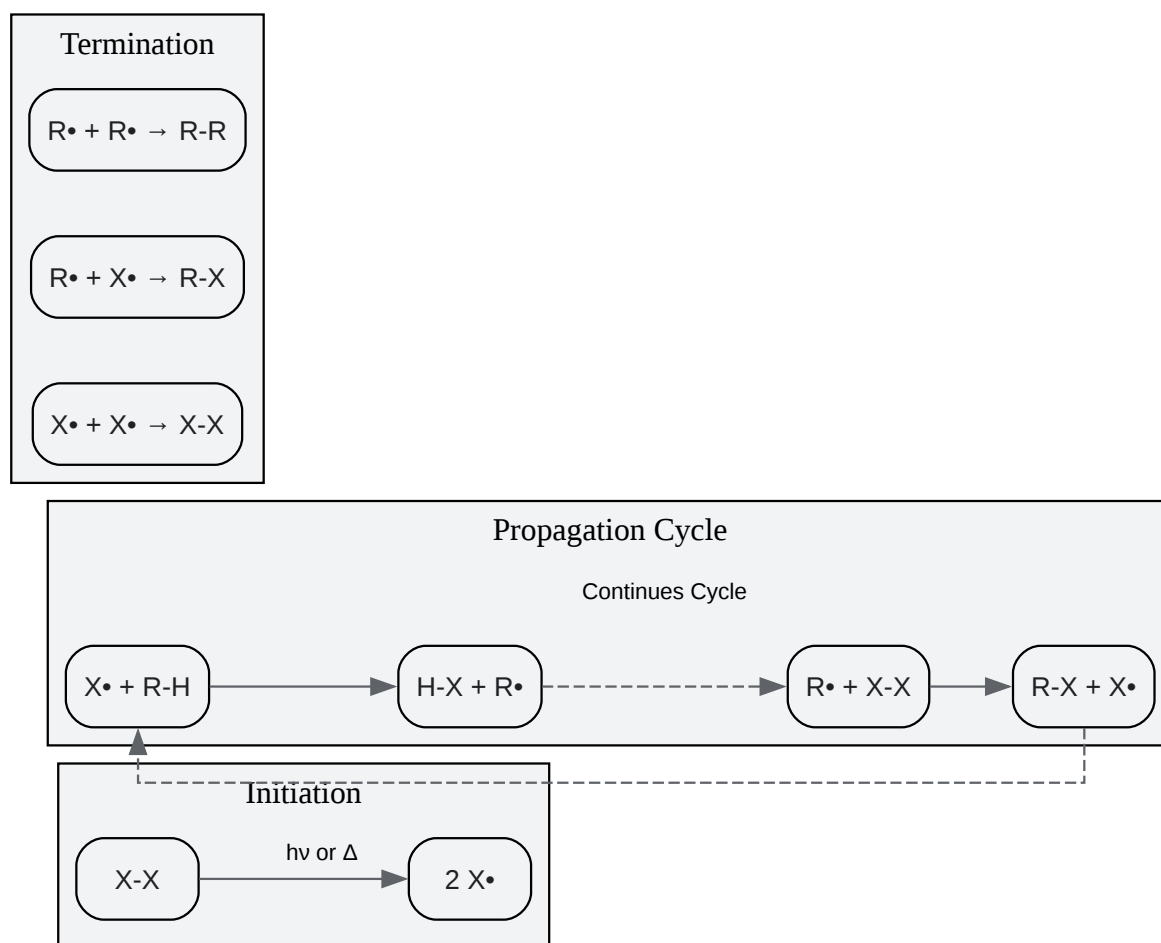 Termination
R• + R• → R-R
R• + X• → R-X
X• + X• → X-X
Propagation Cycle
Continues Cycle
X• + R-H
H-X + R•
R• + X-X
R-X + X•
Initiation
hν or Δ
X-X
2 X•